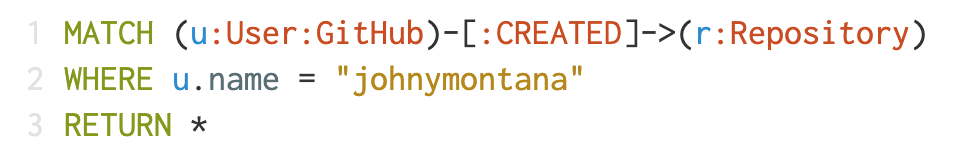 1 MATCH (u:User:GitHub)-[:CREATED]->(r:Repository)
2 WHERE u.name = "johnymontana"
3 RETURN *